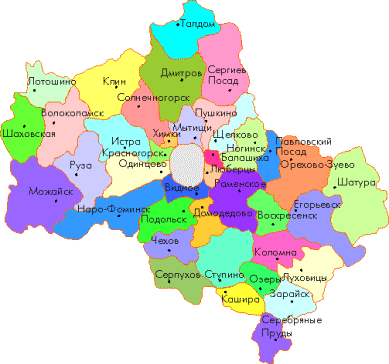 Талдом
Лотошино
Клин
Дмитров
Сергиев
Посад
Волоколамск
Солнечногорск
Пушкино
Шаховская
Истра
Химки
Мытищи
Щелково
Павловский
Посад
Красногорск
Ногинск
Руза
Одинцово
Балашиха
Орехово-Зуево
Люберцы
Можайск
Видное
Раменское
Шатура
Наро-Фоминск
Подольск
Домодедово
Егорьевск
Воскресенск
Чехов
Коломна
Серпухов
Ступино
Озеры
Луховицы
Кашира
Зарайск
Серебряные
Пруды